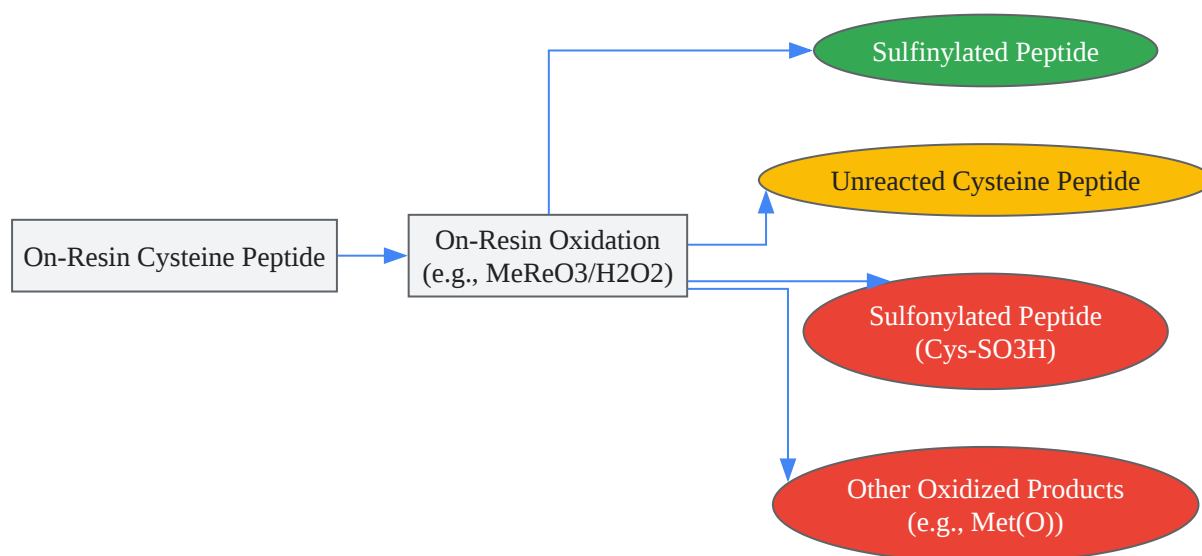 On-Resin Cysteine Peptide
On-Resin Oxidation
(e.g., MeReO3/H2O2)
Sulfinylated Peptide
Unreacted Cysteine Peptide
Sulfonylated Peptide
(Cys-SO3H)
Other Oxidized Products
(e.g., Met(O))